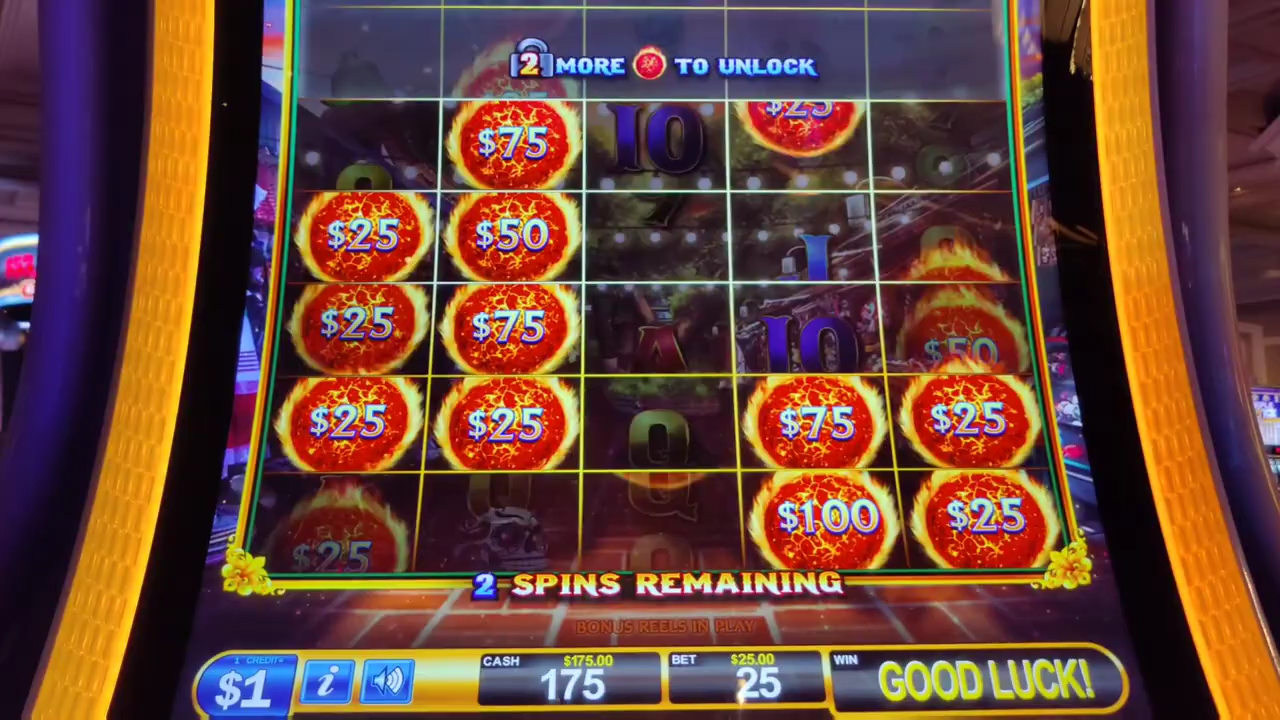 2 MORE TO UNLOCK
$75 10 $25
$25 $50 J
$25 $75 A 10 $50
$25 $25 Q $75 $25
$25 Q Q $100 $25
2 SPINS REMAINING
BONUS REELS IN PLAY
1 CREDIT= CASH $175.00 BET $25.00 WIN
$1 i 175 25 GOOD LUCK!